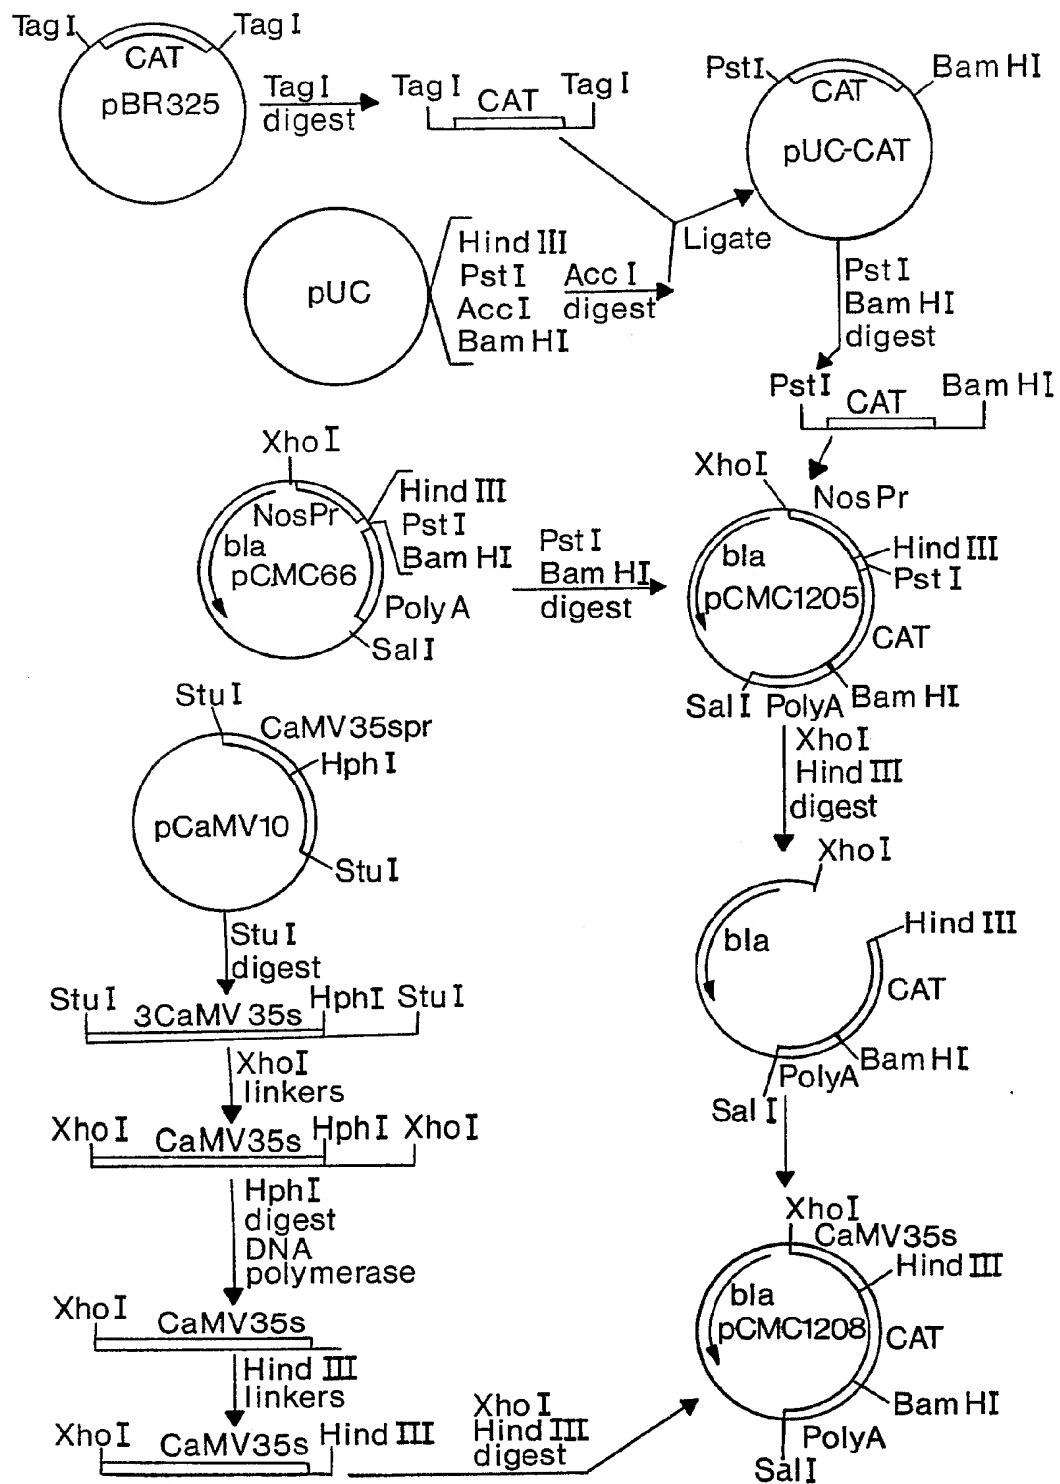 Tag I
Tag I
CAT
pBR325
Tag I
digest
Tag I
CAT
Tag I
Pst I
Bam HI
CAT
pUC-CAT
pUC
Hind III
Pst I
Acc I
Bam HI
Acc I
digest
Ligate
Pst I
Bam HI
digest
Pst I
CAT
Bam HI
Xho I
Nos Pr
bla
pCMC66
Hind III
Pst I
Bam HI
Poly A
Sal I
Pst I
Bam HI
digest
Xho I
Nos Pr
bla
pCMC1205
Hind III
Pst I
CAT
Bam HI
Poly A
Sal I
Xho I
Hind III
digest
Xho I
bla
Hind III
CAT
Bam HI
Poly A
Sal I
Stu I
CaMV35spr
Hph I
pCaMV10
Stu I
Stu I
digest
Stu I
3CaMV 35s
Hph I
Stu I
Xho I
linkers
Xho I
CaMV35s
Hph I
Xho I
Hph I
digest
DNA
polymerase
Xho I
CaMV35s
Hind III
linkers
Xho I
CaMV35s
Hind III
Xho I
Hind III
digest
Xho I
CaMV35s
Hind III
bla
pCMC1208
CAT
Bam HI
Poly A
Sal I